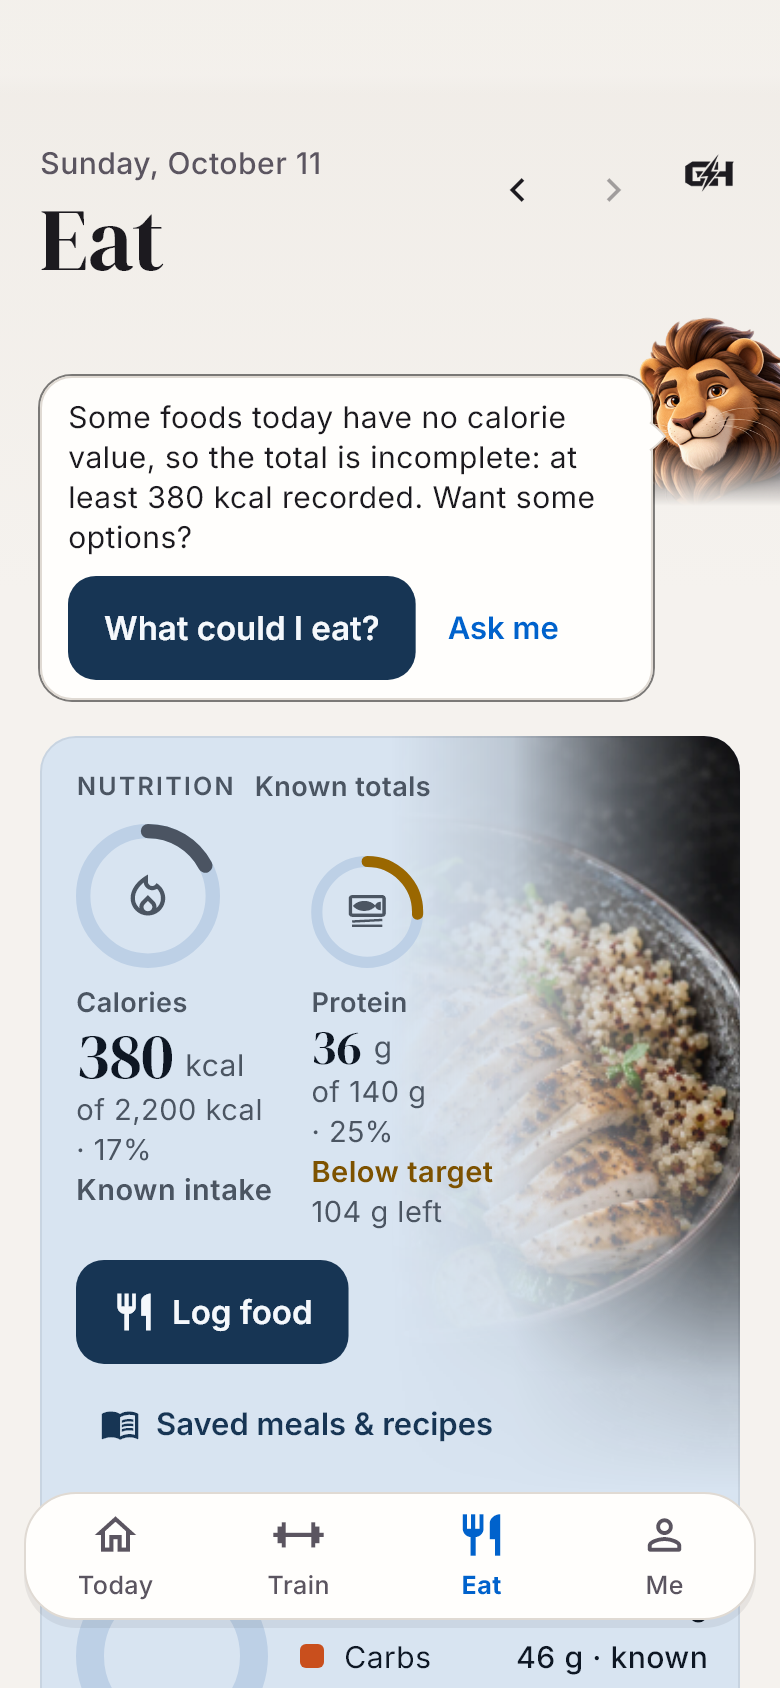 Sunday, October 11
GH
Eat
Some foods today have no calorie
value, so the total is incomplete: at
least 380 kcal recorded. Want some
options?
What could I eat?
Ask me
NUTRITION Known totals
Calories
380 kcal
of 2,200 kcal
· 17%
Known intake
Protein
36 g
of 140 g
· 25%
Below target
104 g left
Log food
Saved meals & recipes
Today
Train
Eat
Me
Carbs 46 g · known